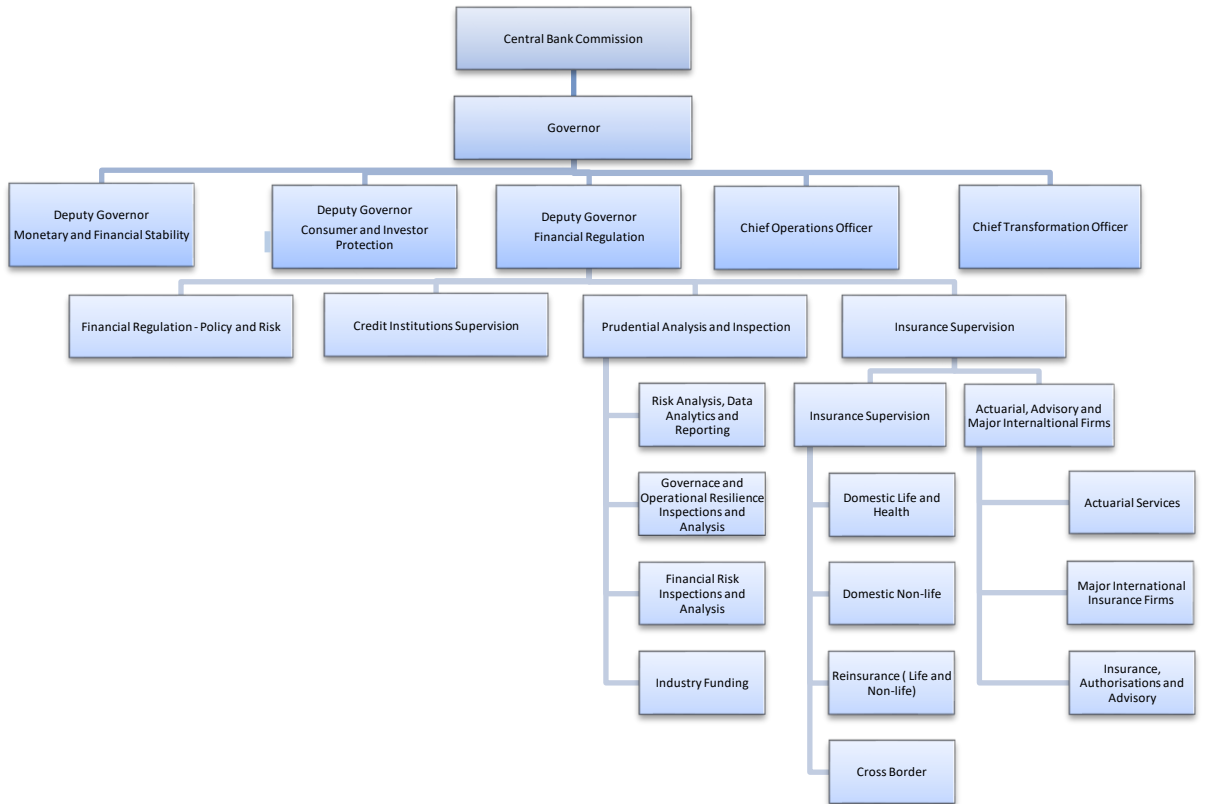 Central Bank Commission
Governor
Deputy Governor
Monetary and Financial Stability
Deputy Governor
Consumer and Investor
Protection
Deputy Governor
Financial Regulation
Chief Operations Officer
Chief Transformation Officer
Financial Regulation - Policy and Risk
Credit Institutions Supervision
Prudential Analysis and Inspection
Insurance Supervision
Risk Analysis, Data
Analytics and
Reporting
Governace and
Operational Resilience
Inspections and
Analysis
Financial Risk
Inspections and
Analysis
Industry Funding
Insurance Supervision
Domestic Life and
Health
Domestic Non-life
Reinsurance ( Life and
Non-life)
Cross Border
Actuarial, Advisory and
Major Internaltional Firms
Actuarial Services
Major International
Insurance Firms
Insurance,
Authorisations and
Advisory